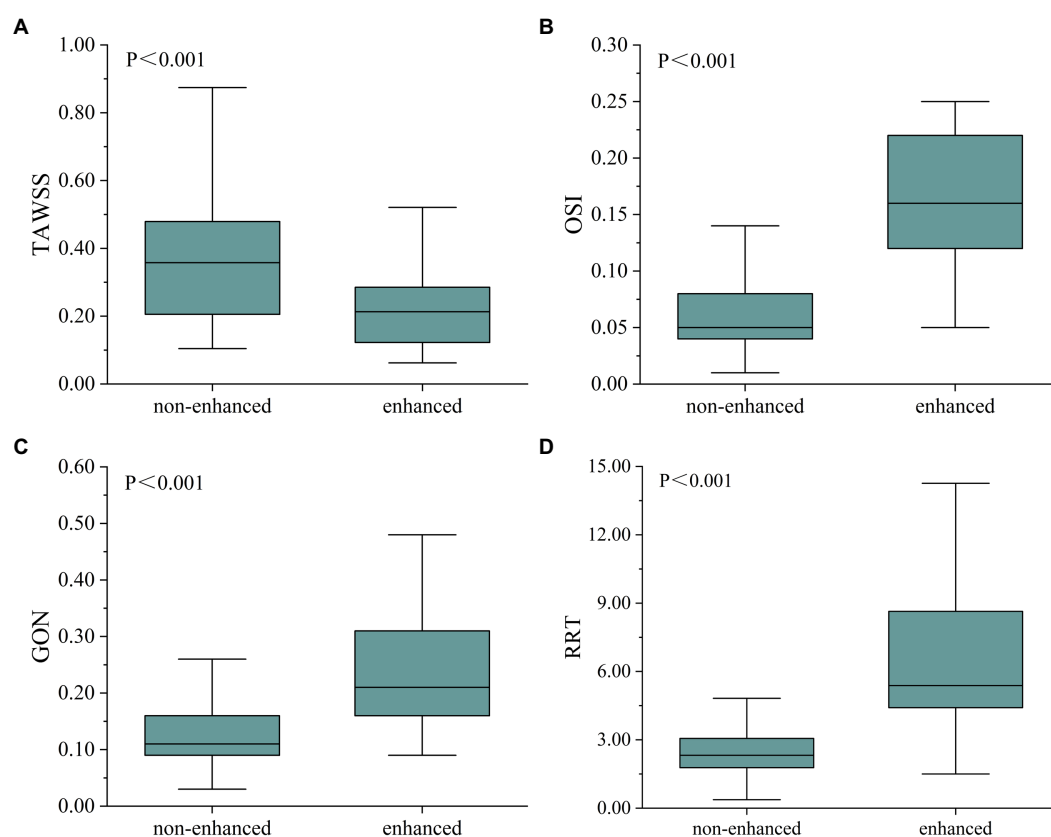 A
P<0.001
1.00
0.80
0.60
0.40
0.20
0.00
TAWSS
non-enhanced
enhanced
B
P<0.001
0.30
0.25
0.20
0.15
0.10
0.05
0.00
OSI
non-enhanced
enhanced
C
P<0.001
0.60
0.50
0.40
0.30
0.20
0.10
0.00
GON
non-enhanced
enhanced
D
P<0.001
15.00
12.00
9.00
6.00
3.00
0.00
RRT
non-enhanced
enhanced